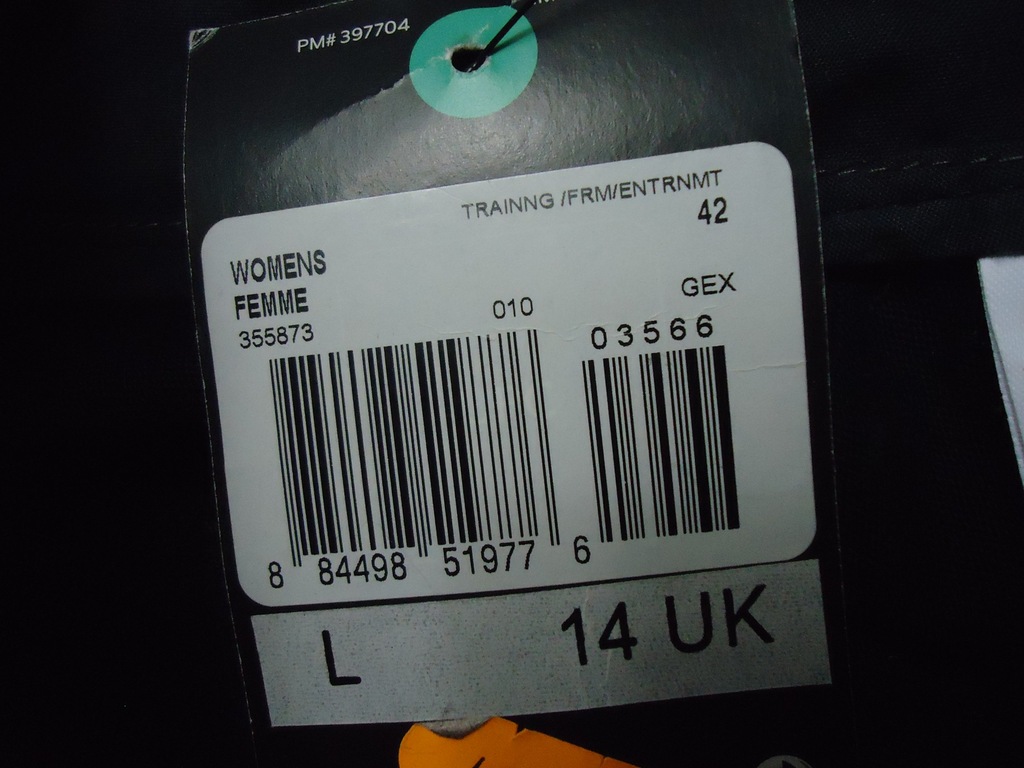 PM# 397704
TRAINNG /FRM/ENTRNMT
42
WOMENS
FEMME
355873
010
GEX
03566
8 84498 51977 6
L 14 UK